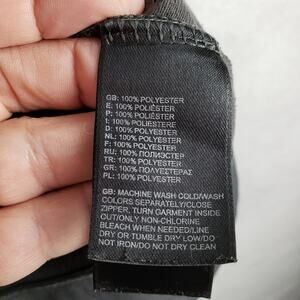 GB: 100% POLYESTER
E: 100% POLIÉSTER
P: 100% POLIÉSTER
I: 100% POLIESTERE
D: 100% POLYESTER
NL: 100% POLYESTER
F: 100% POLYESTER
RU: 100% ПОЛИЭСТЕР
TR: 100% POLYESTER
GR: 100% ΠΟΛΥΕΣΤΕΡΑΣ
PL: 100% POLYESTER
GB: MACHINE WASH COLD/WASH
COLORS SEPARATELY/CLOSE
ZIPPER, TURN GARMENT INSIDE
OUT/ONLY NON-CHLORINE
BLEACH WHEN NEEDED/LINE
DRY OR TUMBLE DRY LOW/DO
NOT IRON/DO NOT DRY CLEAN